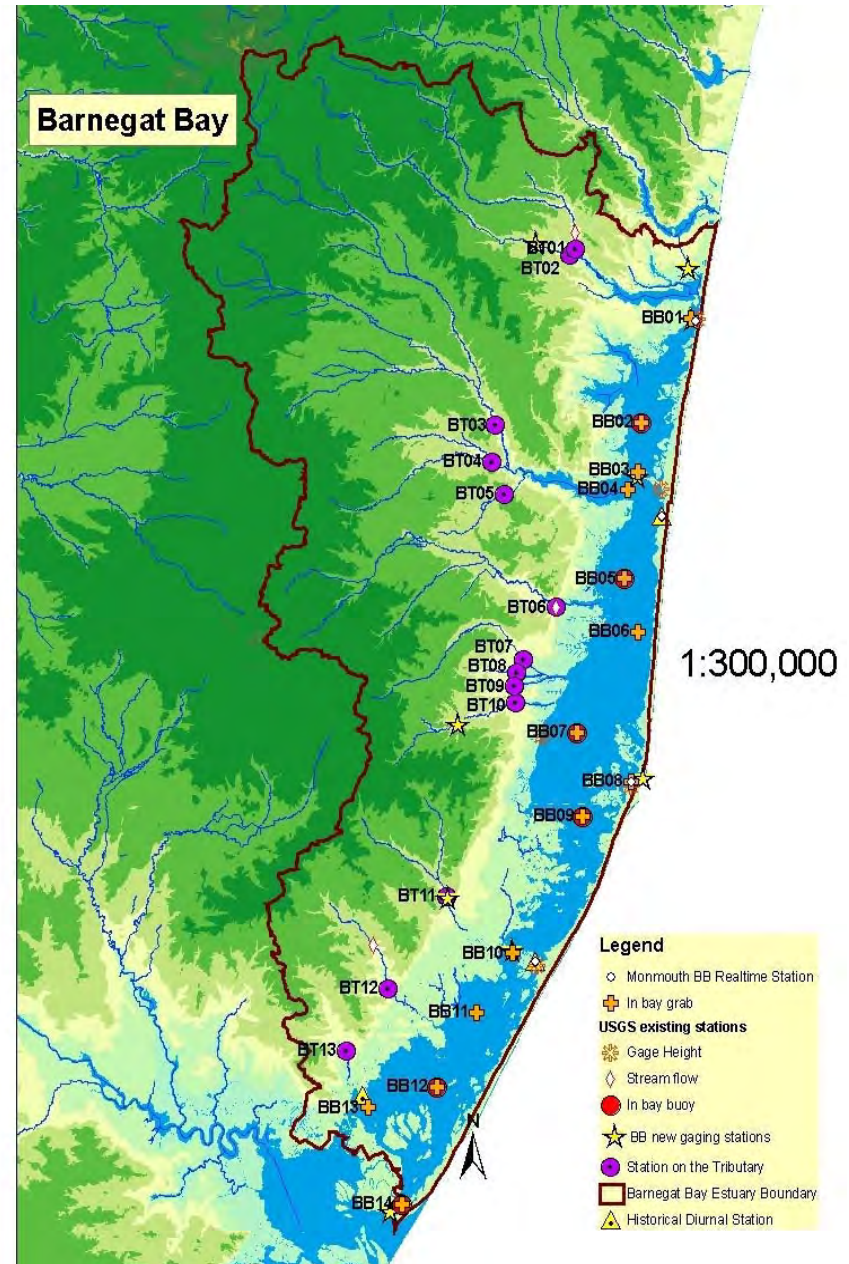 Barnegat Bay
BT01
BT02
BB01
BT03
BB02
BT04
BB03
BB04
BT05
BB05
BT06
BB06
BT07
1:300,000
BT08
BT09
BT10
BB07
BB08
BB09
BT11
BB10
BT12
BB11
BT13
BB12
BB13
BB14
N
Legend
Monmouth BB Realtime Station
In bay grab
USGS existing stations
Gage Height
Stream flow
In bay buoy
BB new gaging stations
Station on the Tributary
Barnegat Bay Estuary Boundary
Historical Diurnal Station